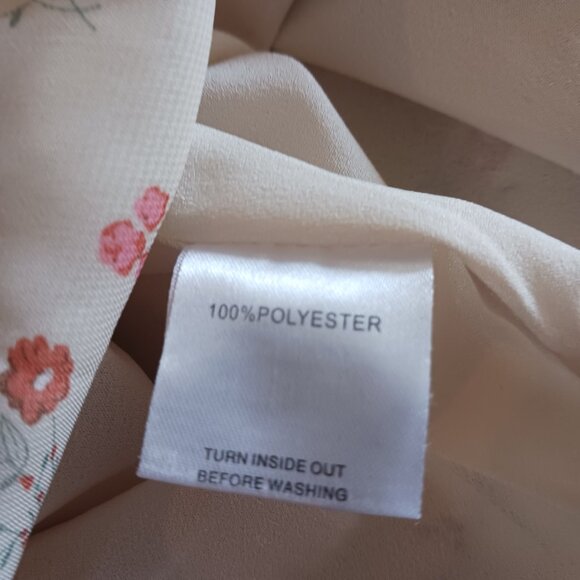 100%POLYESTER
TURN INSIDE OUT
BEFORE WASHING